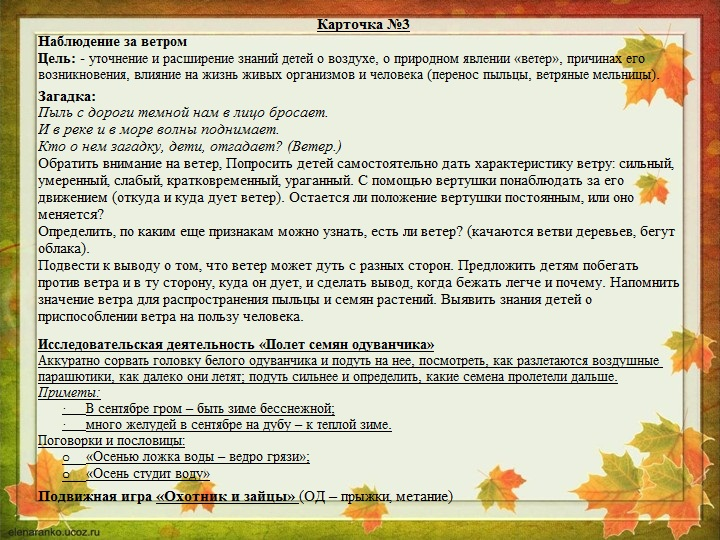 Карточка №3
Наблюдение за ветром
Цель: - уточнение и расширение знаний детей о воздухе, о природном явлении «ветер», причинах его
возникновения, влияние на жизнь живых организмов и человека (перенос пыльцы, ветряные мельницы).
Загадка:
Пыль с дороги темной нам в лицо бросает.
И в реке и в море волны поднимает.
Кто о нем загадку, дети, отгадает? (Ветер.)
Обратить внимание на ветер, Попросить детей самостоятельно дать характеристику ветру: сильный,
умеренный, слабый, кратковременный, ураганный. С помощью вертушки понаблюдать за его
движением (откуда и куда дует ветер). Остается ли положение вертушки постоянным, или оно
меняется?
Определить, по каким еще признакам можно узнать, есть ли ветер? (качаются ветви деревьев, бегут
облака).
Подвести к выводу о том, что ветер может дуть с разных сторон. Предложить детям побегать
против ветра и в ту сторону, куда он дует, и сделать вывод, когда бежать легче и почему. Напомнить
значение ветра для распространения пыльцы и семян растений. Выявить знания детей о
приспособлении ветра на пользу человека.
Исследовательская деятельность «Полет семян одуванчика»
Аккуратно сорвать головку белого одуванчика и подуть на нее, посмотреть, как разлетаются воздушные
парашютики, как далеко они летят; подуть сильнее и определить, какие семена пролетели дальше.
Приметы:
· В сентябре гром – быть зиме бесснежной;
· много желудей в сентябре на дубу – к теплой зиме.
Поговорки и пословицы:
o «Осенью ложка воды – ведро грязи»;
o «Осень студит воду»
Подвижная игра «Охотник и зайцы» (ОД – прыжки, метание)
elenaranko.ucoz.ru